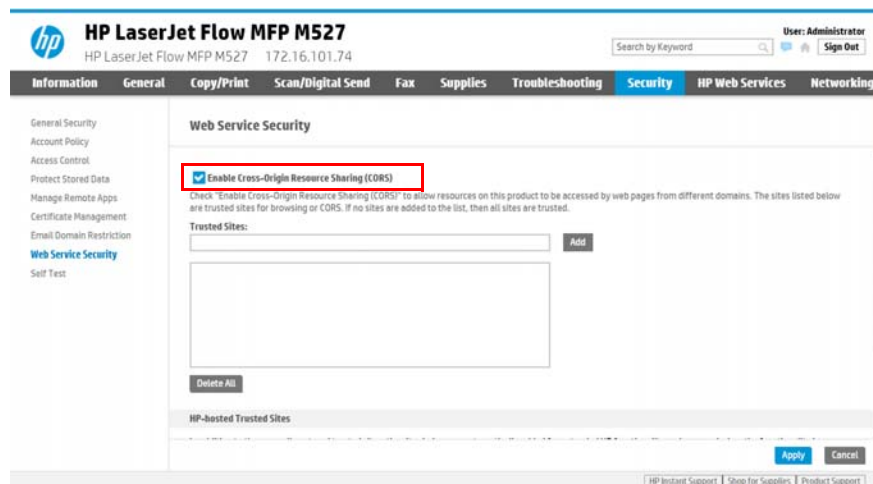 hp
HP LaserJet Flow MFP M527
HP LaserJet Flow MFP M527 172.16.101.74
User: Administrator
Search by Keyword
Sign Out
Information General Copy/Print Scan/Digital Send Fax Supplies Troubleshooting Security HP Web Services Networking
General Security
Account Policy
Access Control
Protect Stored Data
Manage Remote Apps
Certificate Management
Email Domain Restriction
Web Service Security
Self Test
Web Service Security
Enable Cross-Origin Resource Sharing (CORS)
Check "Enable Cross-Origin Resource Sharing (CORS)" to allow resources on this product to be accessed by web pages from different domains. The sites listed below
are trusted sites for browsing or CORS. If no sites are added to the list, then all sites are trusted.
Trusted Sites:
Add
Delete All
HP-hosted Trusted Sites
Apply Cancel
HP Instant Support Shop for Supplies Product Support